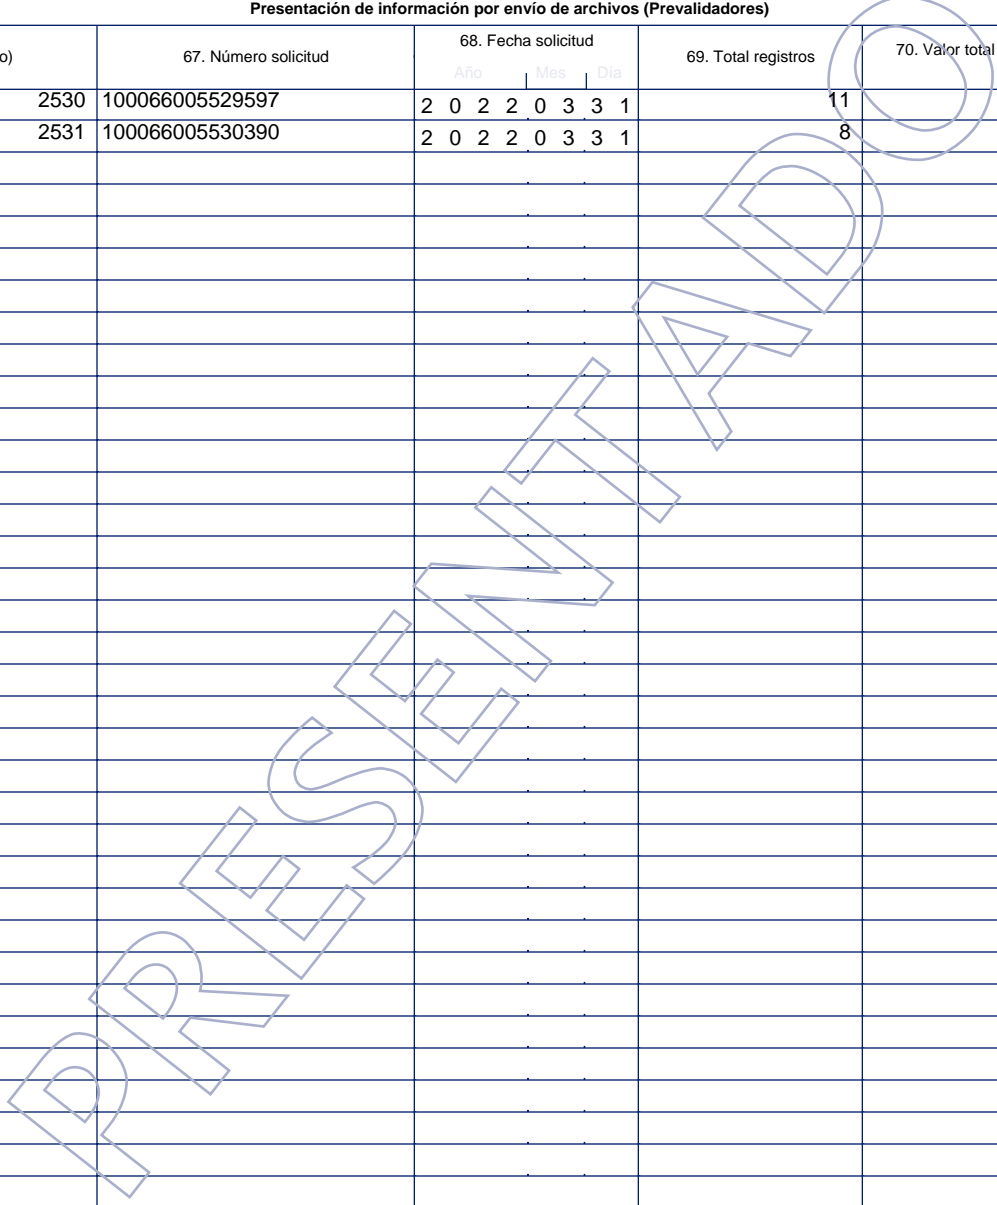 Presentación de información por envío de archivos (Prevalidadores)
o) 67. Número solicitud 68. Fecha solicitud 69. Total registros 70. Valor total
Año Mes Día
2530 100066005529597 2 0 2 2 0 3 3 1 11
2531 100066005530390 2 0 2 2 0 3 3 1 8
PRESENTADO